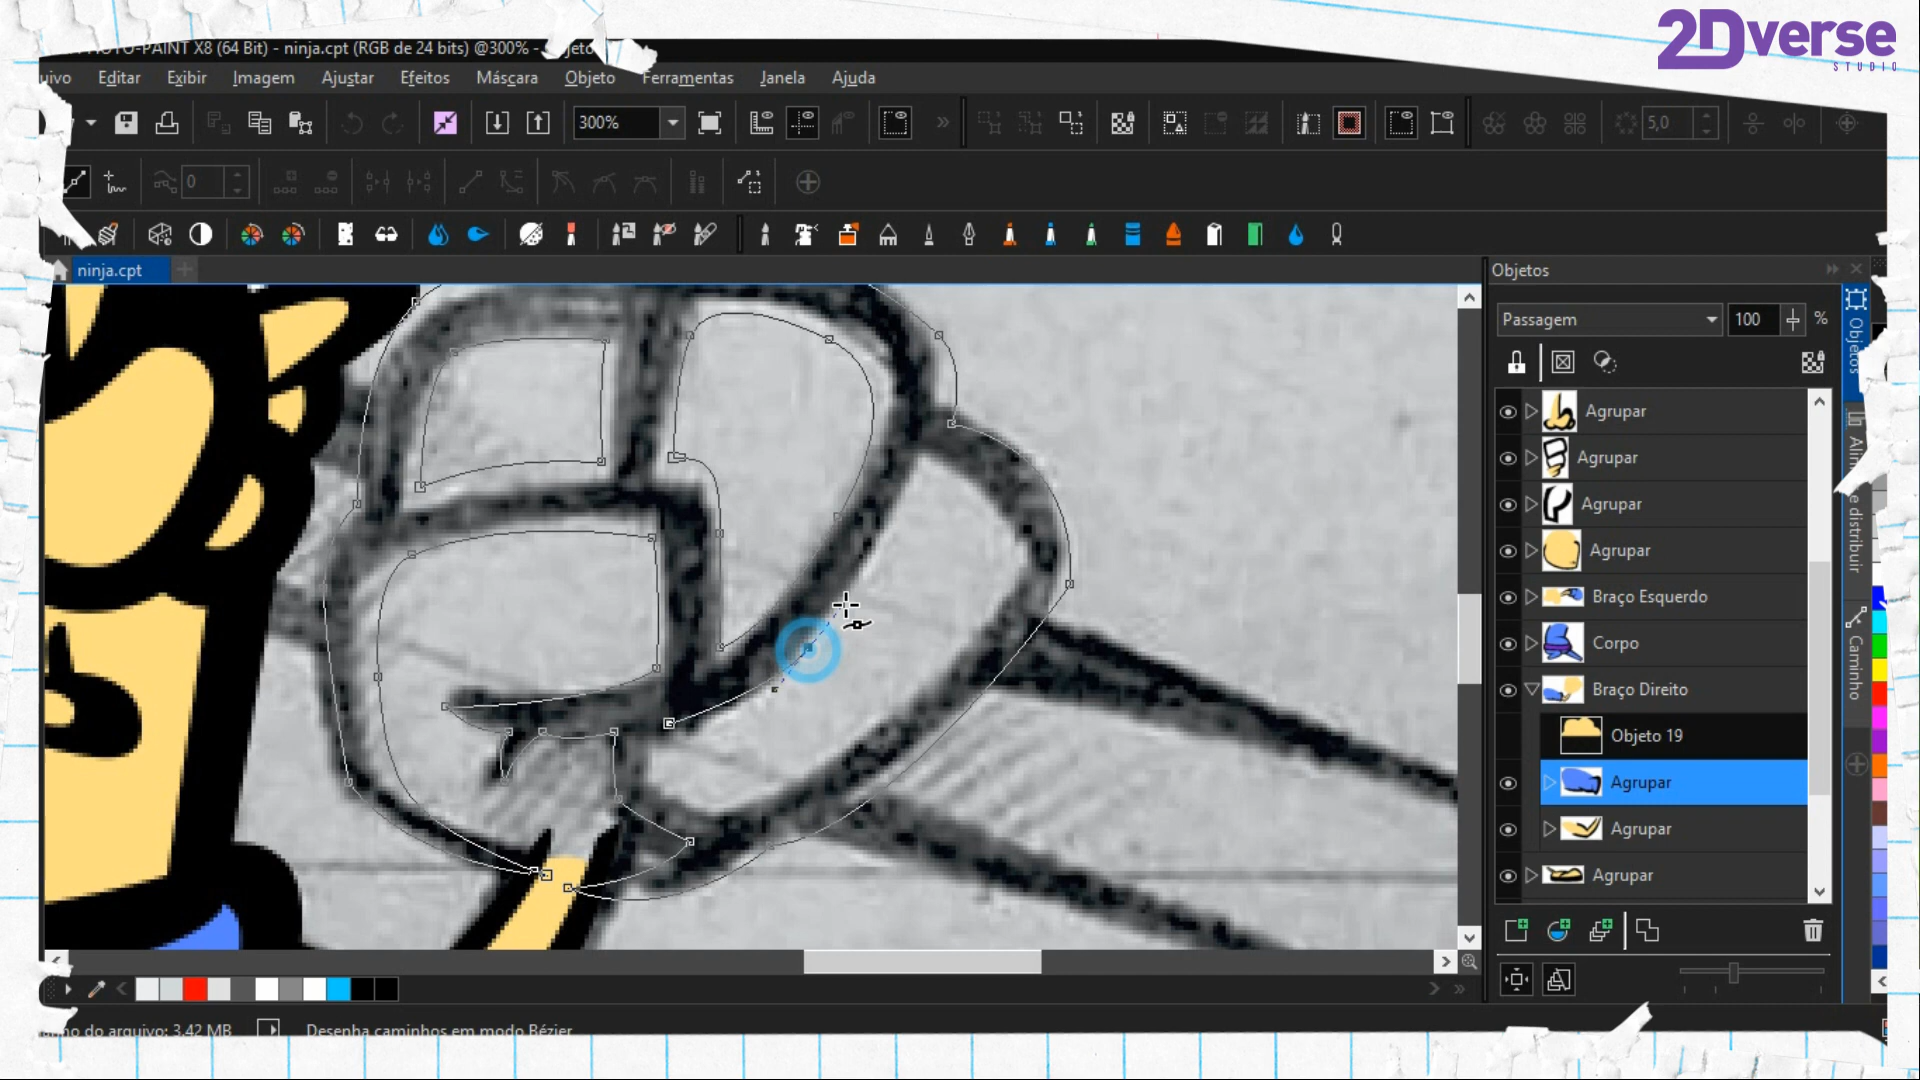 2Dverse
STUDIO
PHOTO-PAINT X8 (64 Bit) - ninja.cpt (RGB de 24 bits) @300% -
Editar Exibir Imagem Ajustar Efeitos Máscara Objeto Ferramentas Janela Ajuda
300%
5,0
0
ninja.cpt
Objetos
Passagem 100 %
Agrupar
Agrupar
Agrupar
Agrupar
Braço Esquerdo
Corpo
Braço Direito
Objeto 19
Agrupar
Agrupar
Agrupar
Objetos
e distribuir
Caminho
do arquivo: 3,42 MB
Desenha caminhos em modo Bézier